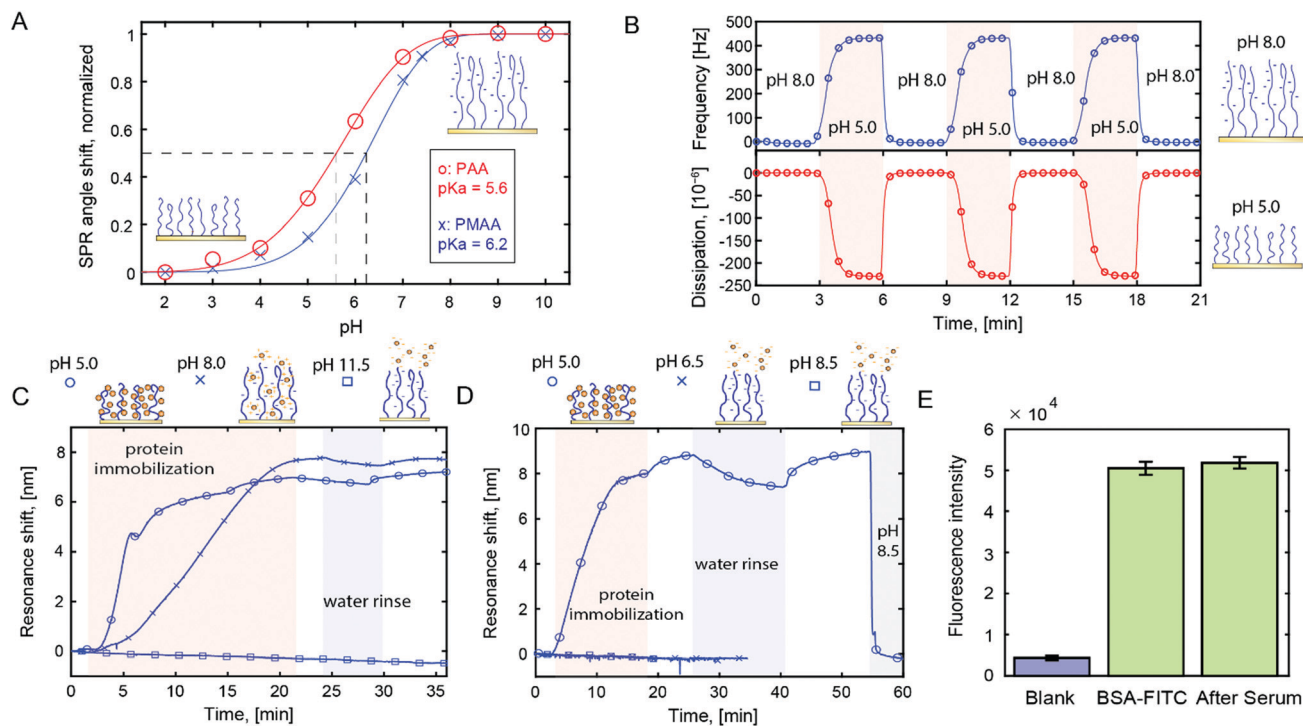 A
SPR angle shift, normalized
1
0.8
0.6
0.4
0.2
0
2 3 4 5 6 7 8 9 10
pH
o: PAA
pKa = 5.6
x: PMAA
pKa = 6.2
B
Frequency [Hz]
500
400
300
200
100
0
pH 8.0 pH 8.0 pH 8.0 pH 8.0
pH 5.0 pH 5.0 pH 5.0
Dissipation, [10⁻⁶]
0
-50
-100
-150
-200
-250
0 3 6 9 12 15 18 21
Time, [min]
pH 8.0
pH 5.0
C
pH 5.0 pH 8.0 pH 11.5
Resonance shift, [nm]
8
6
4
2
0
protein
immobilization
water rinse
0 5 10 15 20 25 30 35
Time, [min]
D
pH 5.0 pH 6.5 pH 8.5
Resonance shift, [nm]
10
8
6
4
2
0
protein
immobilization
water rinse
pH
8.5
0 10 20 30 40 50 60
Time, [min]
E
× 10⁴
Fluorescence intensity
6
5
4
3
2
1
0
Blank BSA-FITC After Serum